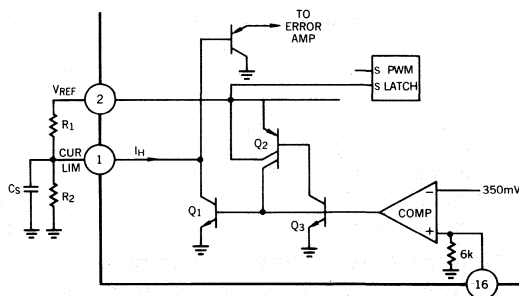 TO
ERROR
AMP
S PWM
S LATCH
VREF
2
R1
Q2
CUR
LIM
1
IH
CS
R2
Q1
Q3
COMP
−
+
350mV
6k
16